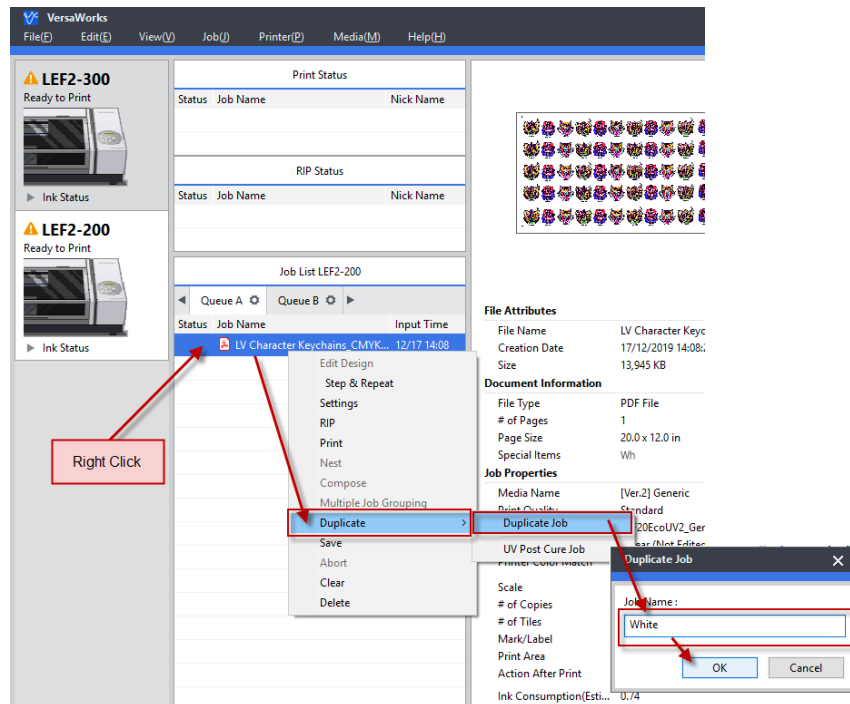 VersaWorks
File(F) Edit(E) View(V) Job(J) Printer(P) Media(M) Help(H)
LEF2-300
Ready to Print
Ink Status
LEF2-200
Ready to Print
Ink Status
Print Status
Status Job Name Nick Name
RIP Status
Status Job Name Nick Name
Job List LEF2-200
Queue A Queue B
Status Job Name Input Time
LV Character Keychains_CMYK... 12/17 14:08
Right Click
Edit Design
Step & Repeat
Settings
RIP
Print
Nest
Compose
Multiple Job Grouping
Duplicate
Save
Abort
Clear
Delete
Duplicate Job
UV Post Cure Job
File Attributes
File Name LV Character Keyc
Creation Date 17/12/2019 14:08:
Size 13,945 KB
Document Information
File Type PDF File
# of Pages 1
Page Size 20.0 x 12.0 in
Special Items Wh
Job Properties
Media Name [Ver.2] Generic
Print Quality Standard
20EcoUV2_Ger
(Not Edited
Printer Color Match
Scale
# of Copies
# of Tiles
Mark/Label
Print Area
Action After Print
Ink Consumption(Esti... 0.74
Duplicate Job
Job Name :
White
OK Cancel